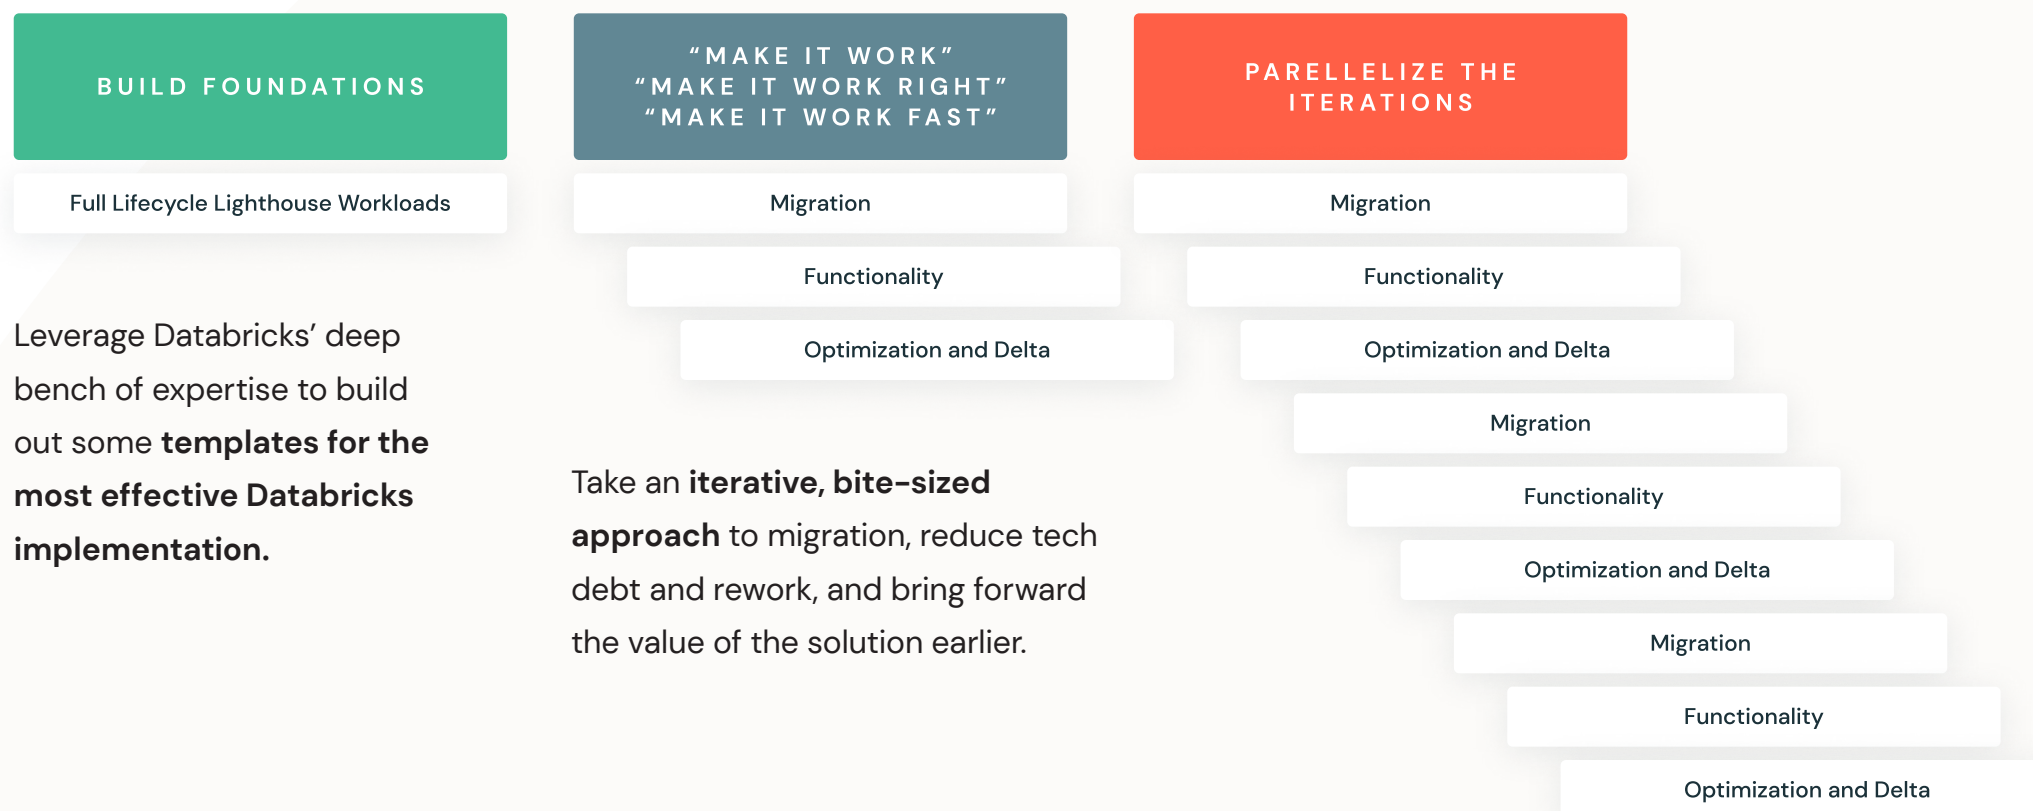 BUILD FOUNDATIONS
Full Lifecycle Lighthouse Workloads
Leverage Databricks’ deep
bench of expertise to build
out some templates for the
most effective Databricks
implementation.
“MAKE IT WORK”
“MAKE IT WORK RIGHT”
“MAKE IT WORK FAST”
Migration
Functionality
Optimization and Delta
Take an iterative, bite-sized
approach to migration, reduce tech
debt and rework, and bring forward
the value of the solution earlier.
PARELLELIZE THE
ITERATIONS
Migration
Functionality
Optimization and Delta
Migration
Functionality
Optimization and Delta
Migration
Functionality
Optimization and Delta